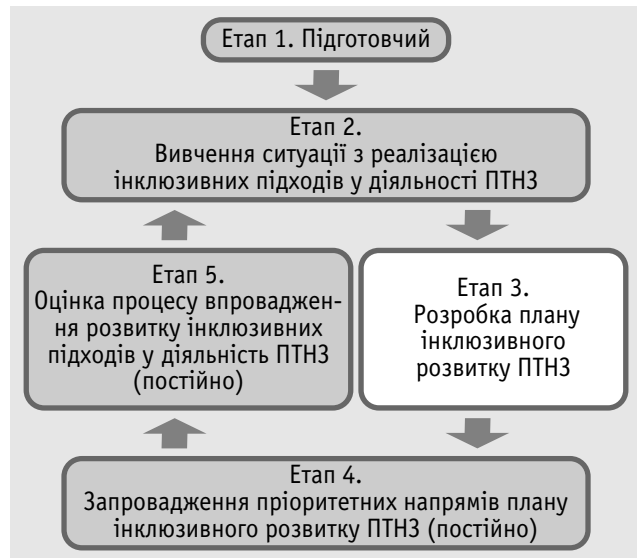 Етап 1. Підготовчий
Етап 2.
Вивчення ситуації з реалізацією
інклюзивних підходів у діяльності ПТНЗ
Етап 5.
Оцінка процесу впроваджен-
ня розвитку інклюзивних
підходів у діяльність ПТНЗ
(постійно)
Етап 3.
Розробка плану
інклюзивного
розвитку ПТНЗ
Етап 4.
Запровадження пріоритетних напрямів плану
інклюзивного розвитку ПТНЗ (постійно)